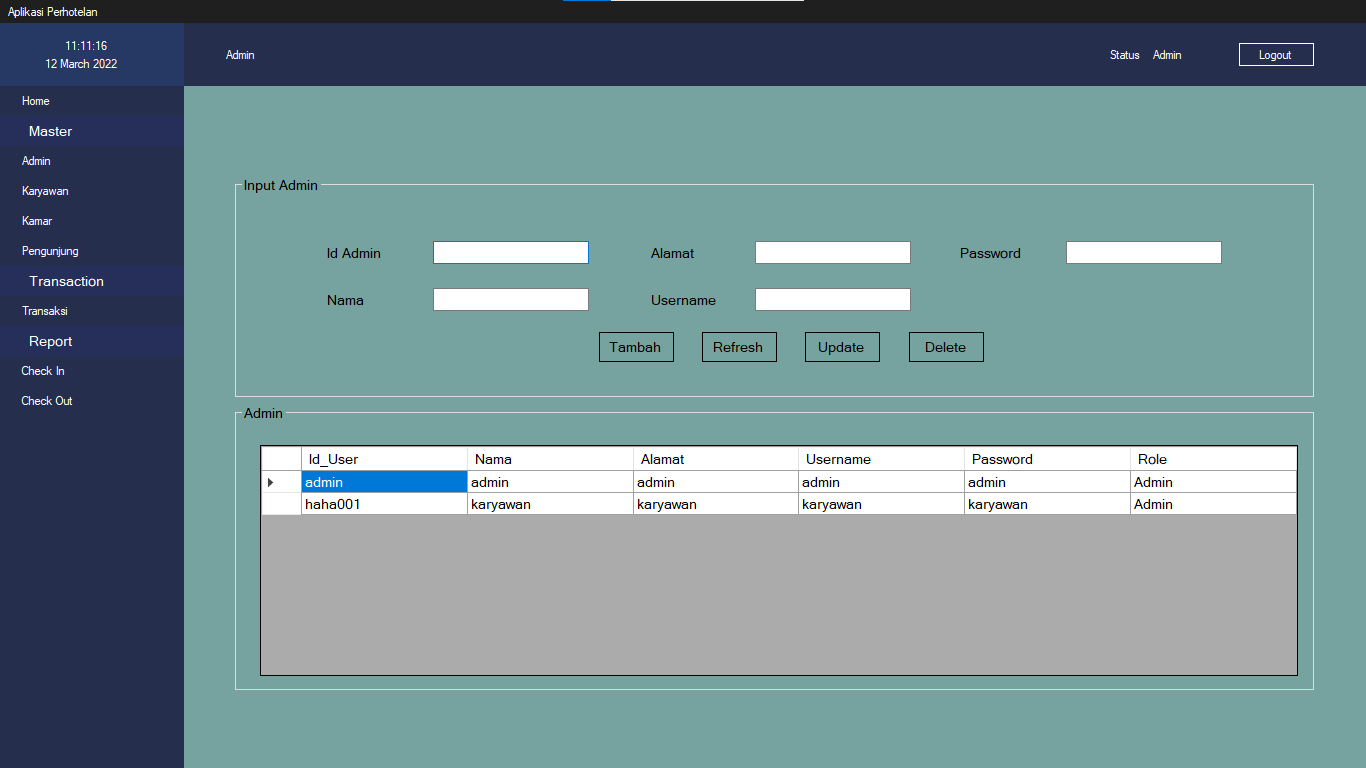 Aplikasi Perhotelan
11:11:16
12 March 2022
Admin
Status Admin
Logout
Home
Master
Admin
Karyawan
Kamar
Pengunjung
Transaction
Transaksi
Report
Check In
Check Out
Input Admin
Id Admin
Alamat
Password
Nama
Username
Tambah
Refresh
Update
Delete
Admin
Id_User Nama Alamat Username Password Role
admin admin admin admin admin Admin
haha001 karyawan karyawan karyawan karyawan Admin